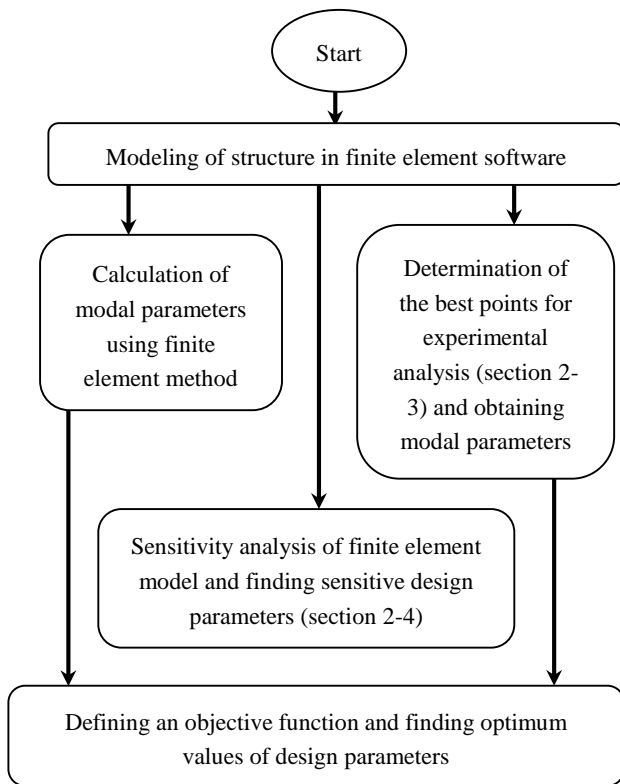 Start
Modeling of structure in finite element software
Calculation of
modal parameters
using finite
element method
Determination of
the best points for
experimental
analysis (section 2-
3) and obtaining
modal parameters
Sensitivity analysis of finite element
model and finding sensitive design
parameters (section 2-4)
Defining an objective function and finding optimum
values of design parameters